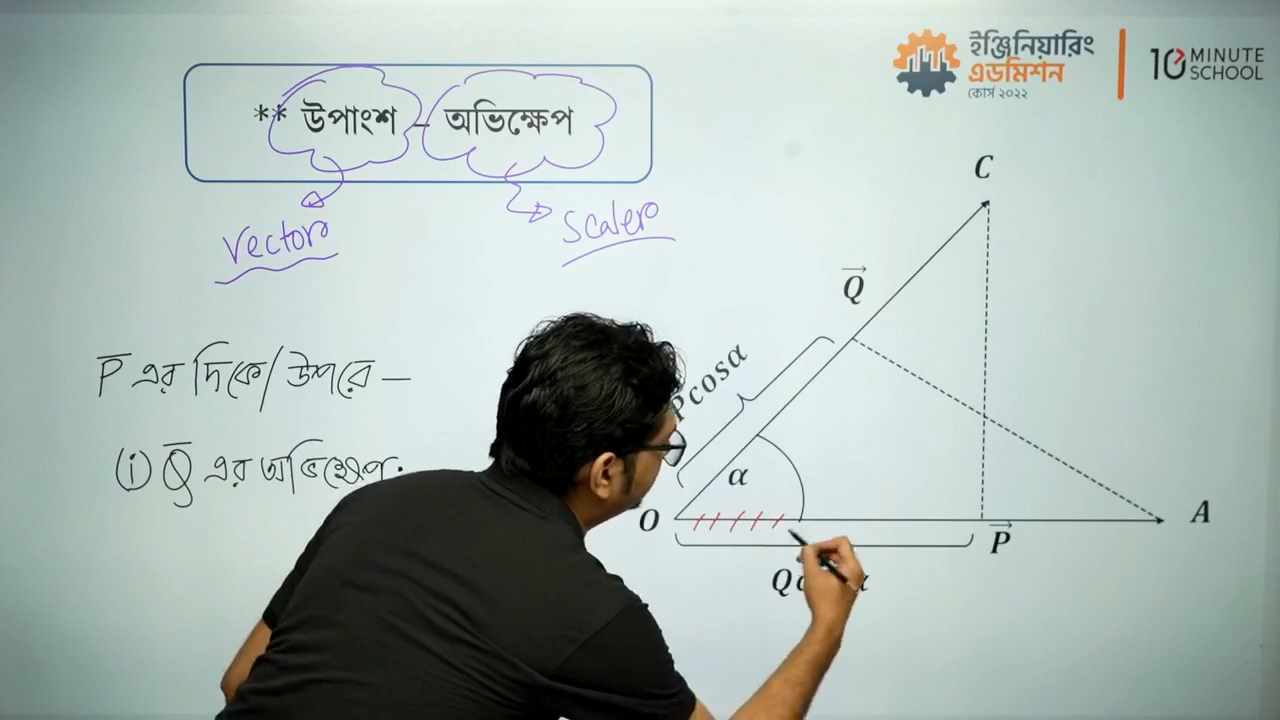 ** উপাংশ – অভিক্ষেপ
ইঞ্জিনিয়ারিং
এডমিশন
কোর্স ২০২২
10 MINUTE
SCHOOL
Vector
Scaler
P এর দিকে/উপরে –
(i) Q এর অভিক্ষেপ:
C
Q
Pcosα
α
O
A
P